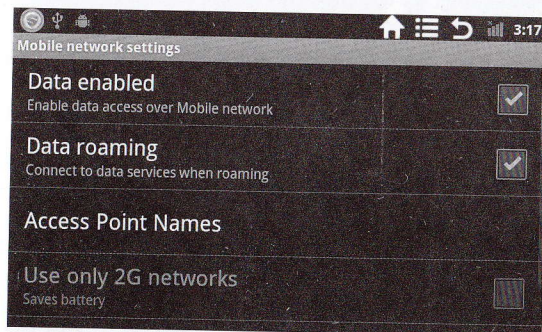 3:17
Mobile network settings
Data enabled
Enable data access over Mobile network
Data roaming
Connect to data services when roaming
Access Point Names
Use only 2G networks
Saves battery